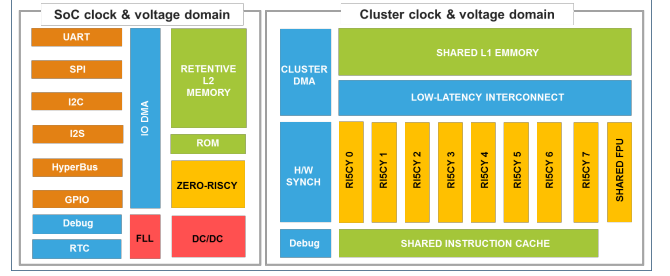 SoC clock & voltage domain
UART
SPI
I2C
I2S
HyperBus
GPIO
Debug
RTC
IO DMA
FLL
RETENTIVE
L2
MEMORY
ROM
ZERO-RISCY
DC/DC
Cluster clock & voltage domain
CLUSTER
DMA
SHARED L1 EMMORY
LOW-LATENCY INTERCONNECT
H/W
SYNCH
RI5CY 0
RI5CY 1
RI5CY 2
RI5CY 3
RI5CY 4
RI5CY 5
RI5CY 6
RI5CY 7
SHARED FPU
Debug
SHARED INSTRUCTION CACHE